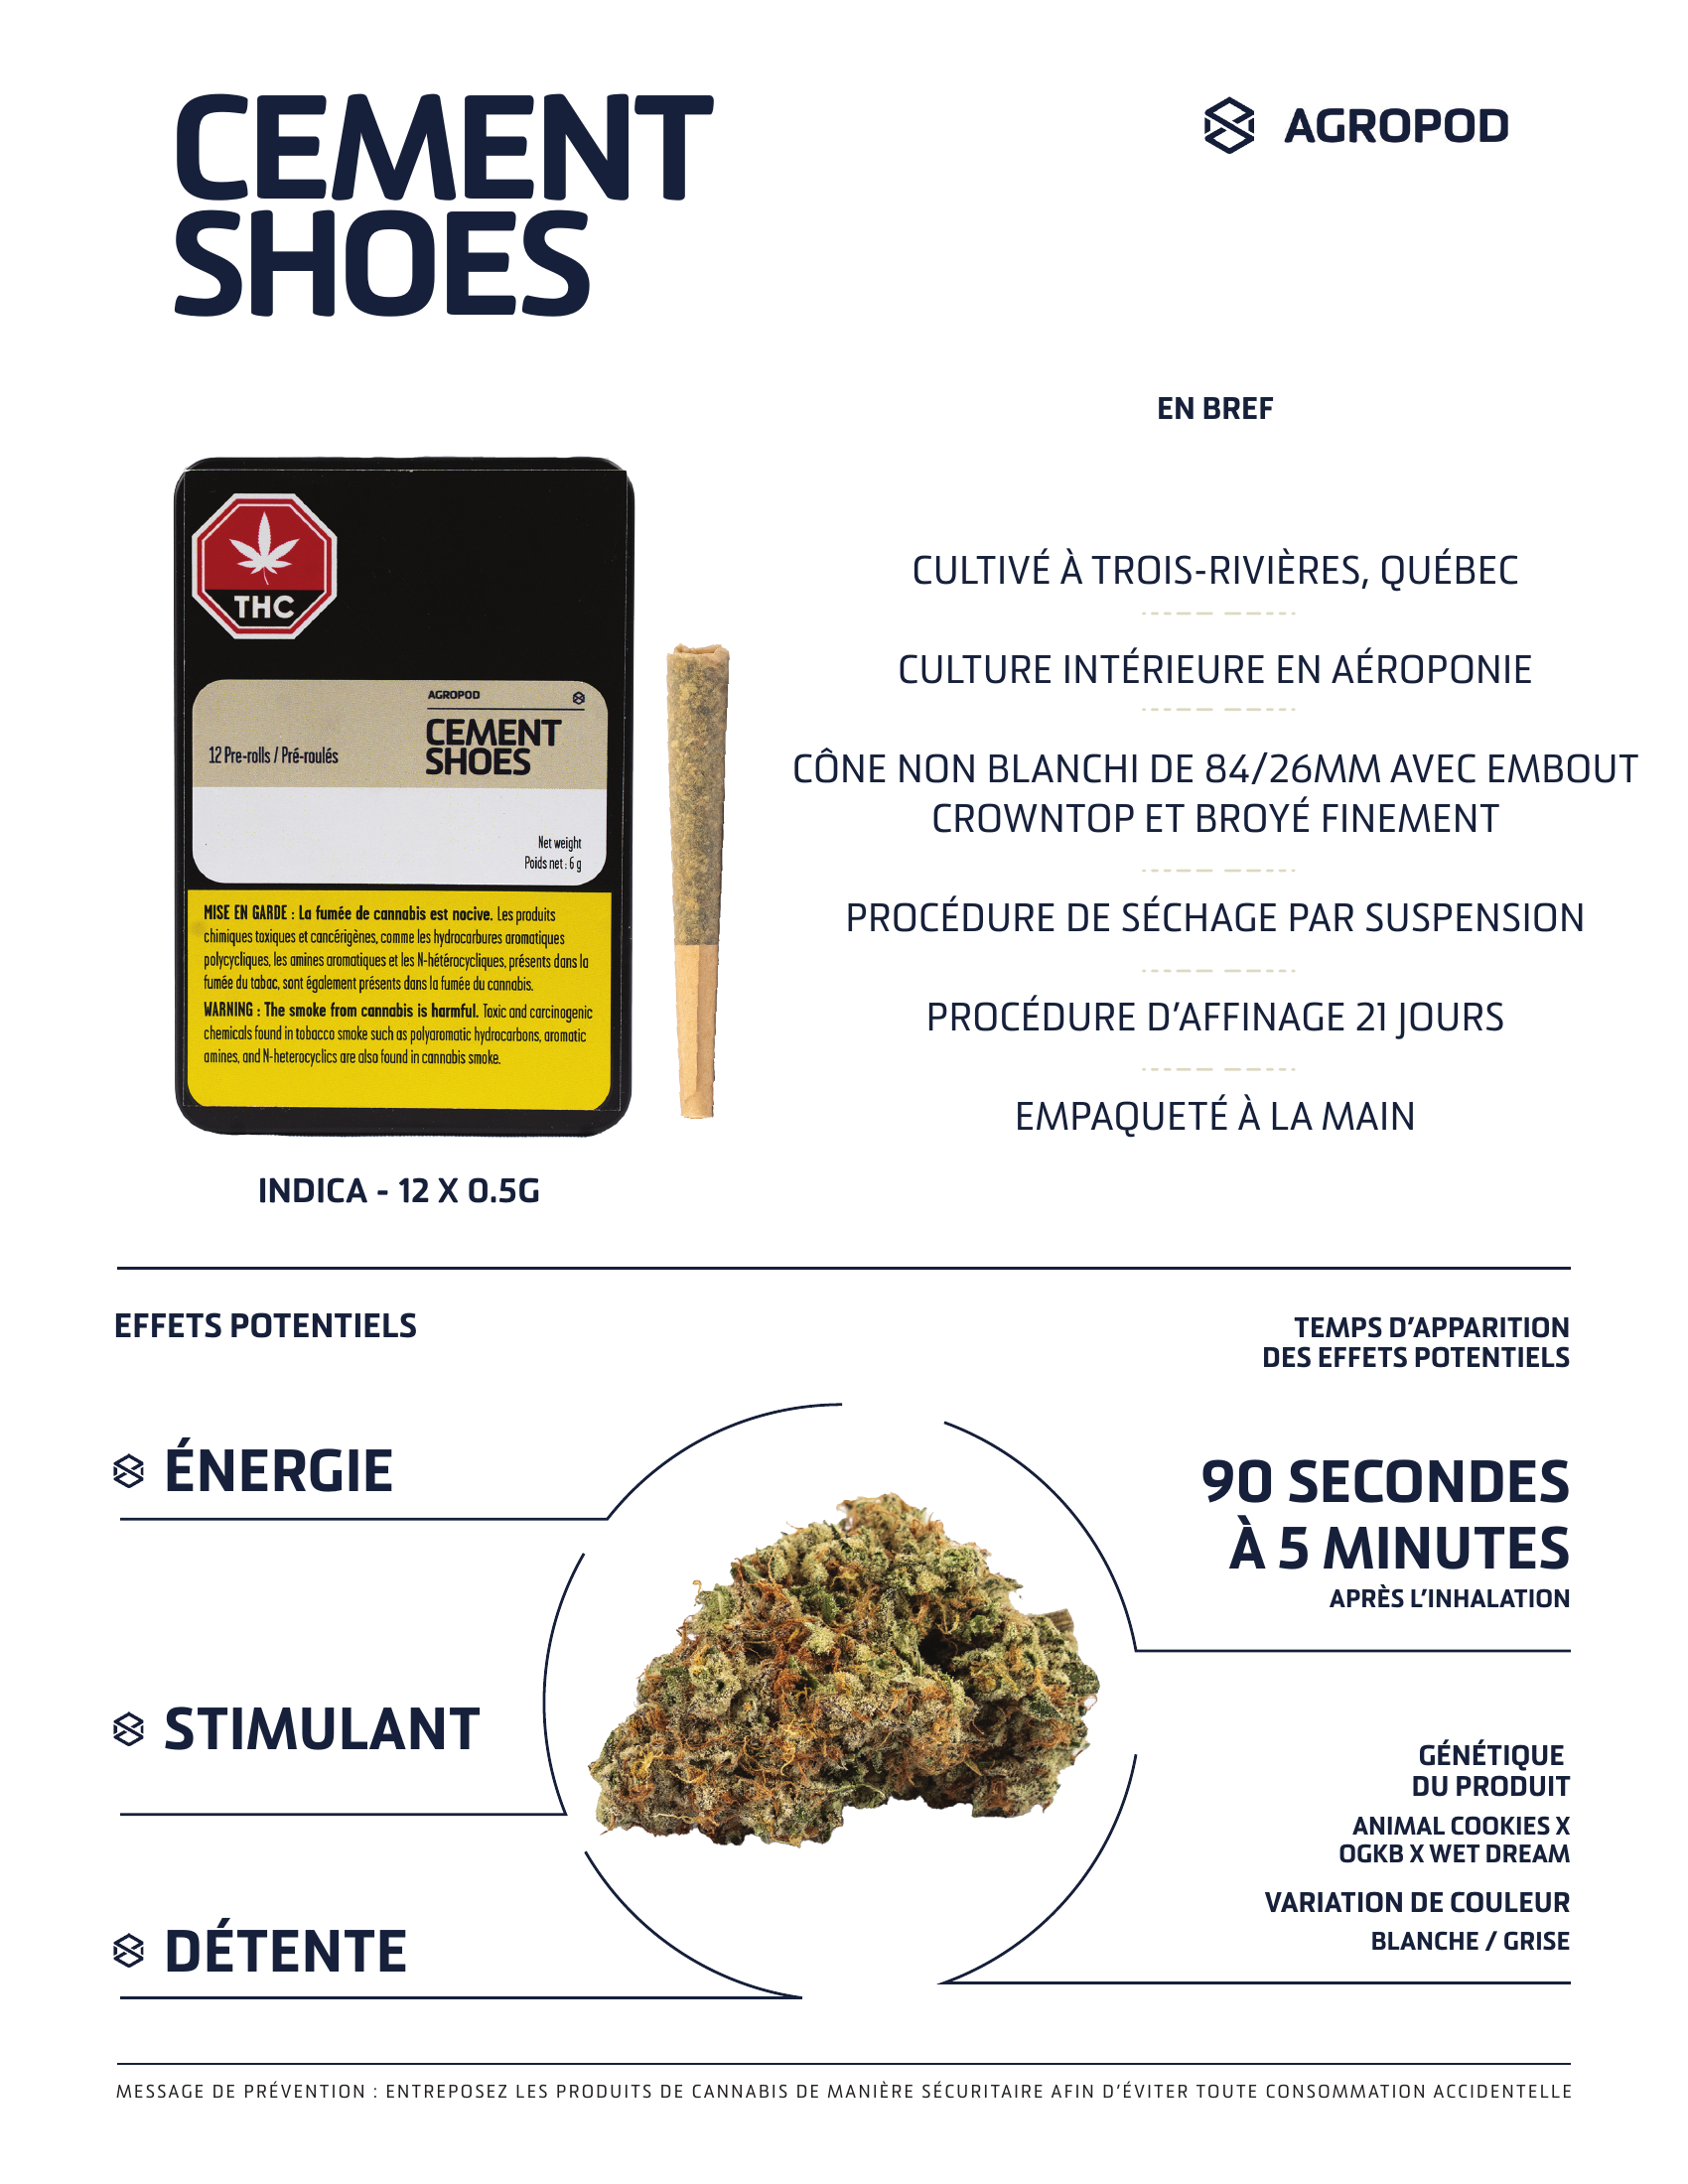 CEMENT
SHOES
AGROPOD
EN BREF
THC
AGROPOD
CEMENT
SHOES
12 Pre-rolls / Pré-roulés
Net weight
Poids net : 6 g
MISE EN GARDE : La fumée de cannabis est nocive. Les produits
chimiques toxiques et cancérigènes, comme les hydrocarbures aromatiques
polycycliques, les amines aromatiques et les N-hétérocycliques, présents dans la
fumée du tabac, sont également présents dans la fumée du cannabis.
WARNING : The smoke from cannabis is harmful. Toxic and carcinogenic
chemicals found in tobacco smoke such as polyaromatic hydrocarbons, aromatic
amines, and N-heterocyclics are also found in cannabis smoke.
INDICA - 12 X 0.5G
CULTIVÉ À TROIS-RIVIÈRES, QUÉBEC
CULTURE INTÉRIEURE EN AÉROPONIE
CÔNE NON BLANCHI DE 84/26MM AVEC EMBOUT
CROWNTOP ET BROYÉ FINEMENT
PROCÉDURE DE SÉCHAGE PAR SUSPENSION
PROCÉDURE D'AFFINAGE 21 JOURS
EMPAQUETÉ À LA MAIN
EFFETS POTENTIELS
ÉNERGIE
STIMULANT
DÉTENTE
TEMPS D'APPARITION
DES EFFETS POTENTIELS
90 SECONDES
À 5 MINUTES
APRÈS L'INHALATION
GÉNÉTIQUE
DU PRODUIT
ANIMAL COOKIES X
OGKB X WET DREAM
VARIATION DE COULEUR
BLANCHE / GRISE
MESSAGE DE PRÉVENTION : ENTREPOSEZ LES PRODUITS DE CANNABIS DE MANIÈRE SÉCURITAIRE AFIN D'ÉVITER TOUTE CONSOMMATION ACCIDENTELLE